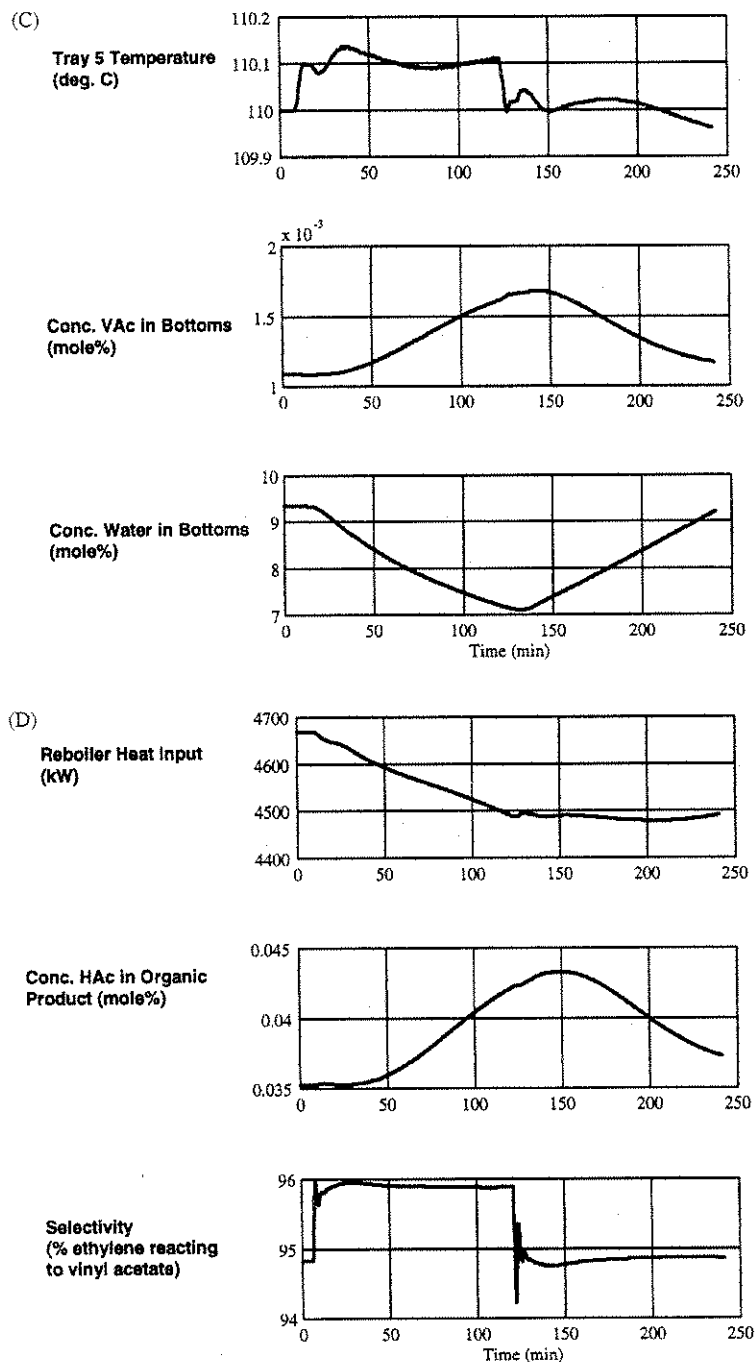 (C)
Tray 5 Temperature
(deg. C)
110.2
110.1
110
109.9
0 50 100 150 200 250
x 10⁻³
Conc. VAc in Bottoms
(mole%)
2
1.5
1
0 50 100 150 200 250
Conc. Water in Bottoms
(mole%)
10
9
8
7
0 50 100 150 200 250
Time (min)
(D)
Reboiler Heat Input
(kW)
4700
4600
4500
4400
0 50 100 150 200 250
Conc. HAc in Organic
Product (mole%)
0.045
0.04
0.035
0 50 100 150 200 250
Selectivity
(% ethylene reacting
to vinyl acetate)
96
95
94
0 50 100 150 200 250
Time (min)